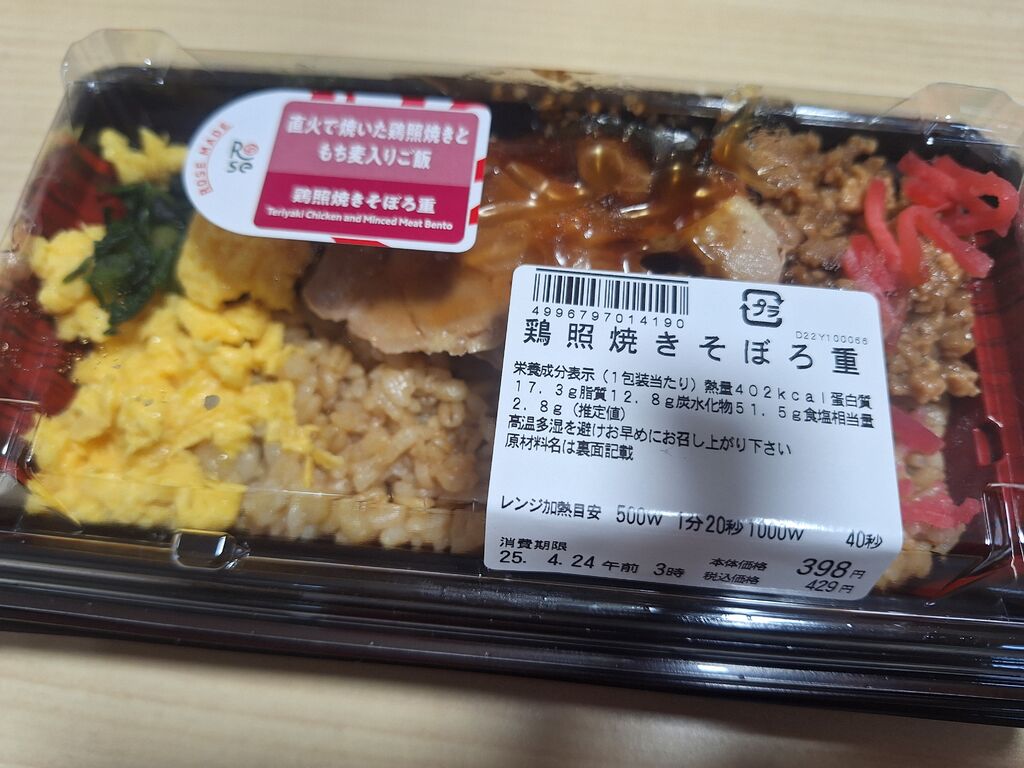 ROSE MADE
Rose
直火で焼いた鶏照焼きと
もち麦入りご飯
鶏照焼きそぼろ重
Teriyaki Chicken and Minced Meat Bento
4996797014190
プラ
D22Y100066
鶏照焼きそぼろ重
栄養成分表示（1包装当たり）熱量402kcal蛋白質
17.3g脂質12.8g炭水化物51.5g食塩相当量
2.8g（推定値）
高温多湿を避けお早めにお召し上がり下さい
原材料名は裏面記載
レンジ加熱目安 500W 1分20秒 1000W 40秒
消費期限
25. 4.24 午前 3時
本体価格 398円
税込価格 429円